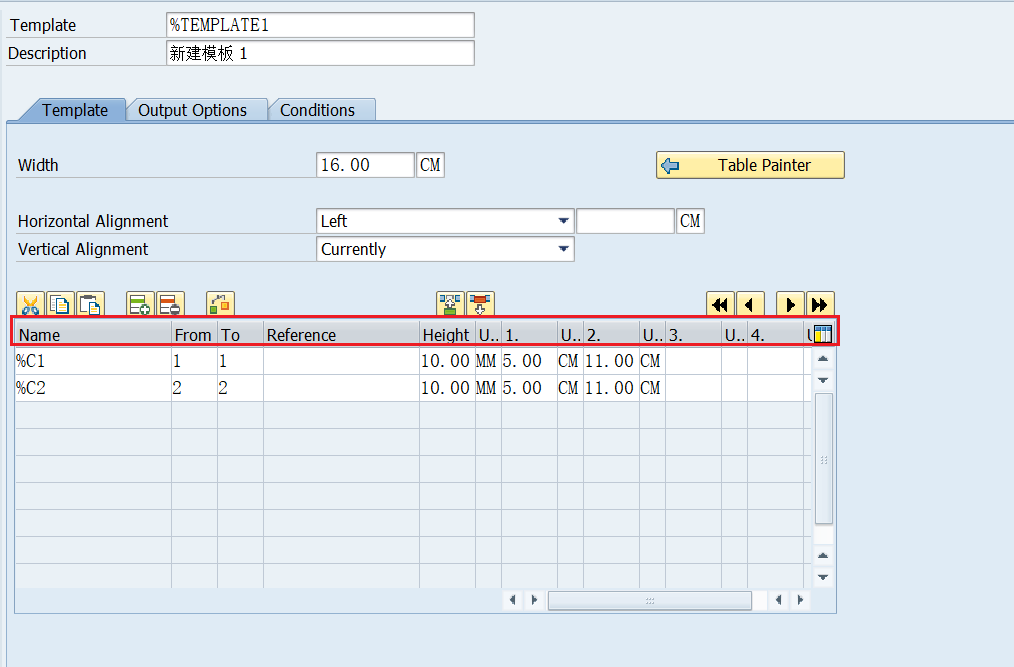 Template %TEMPLATE1
Description 新建模板 1
Template Output Options Conditions
Width 16.00 CM Table Painter
Horizontal Alignment Left CM
Vertical Alignment Currently
Name From To Reference Height U.. 1. U.. 2. U.. 3. U.. 4. U
%C1 1 1 10.00 MM 5.00 CM 11.00 CM
%C2 2 2 10.00 MM 5.00 CM 11.00 CM